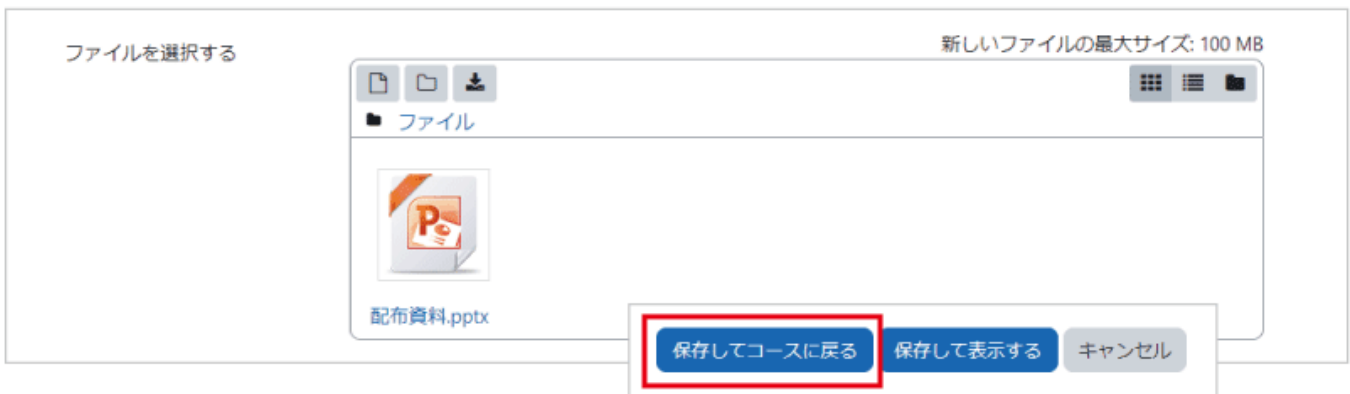 新しいファイルの最大サイズ: 100 MB
ファイルを選択する
ファイル
配布資料.pptx
保存してコースに戻る 保存して表示する キャンセル